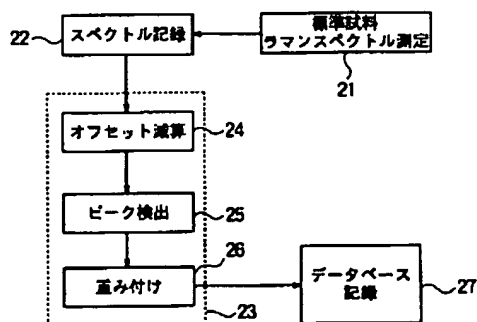 標準試料
ラマンスペクトル測定
21
22
スペクトル記録
オフセット減算
24
ピーク検出
25
26
重み付け
データベース
記録
27
23